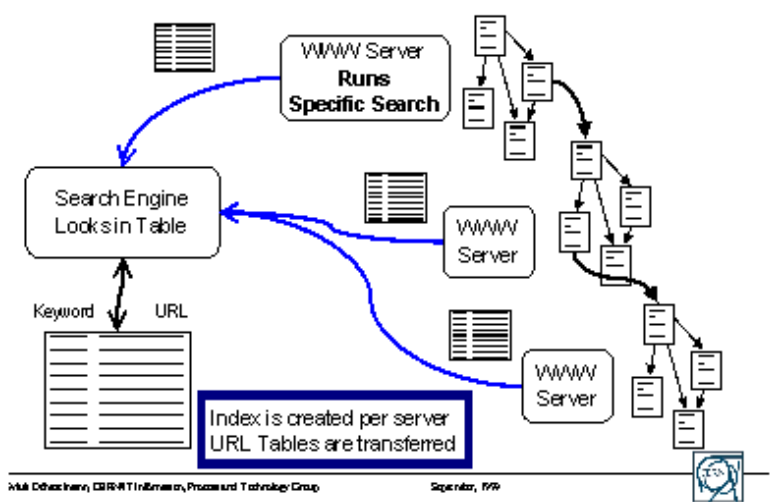 WWW Server
Runs
Specific Search
Search Engine
Looks in Table
WWW
Server
Keyword URL
WWW
Server
Index is created per server
URL Tables are transferred